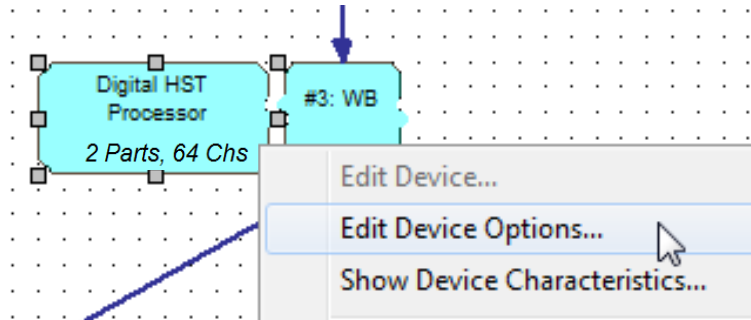 Digital HST
Processor
2 Parts, 64 Chs
#3: WB
Edit Device...
Edit Device Options...
Show Device Characteristics...